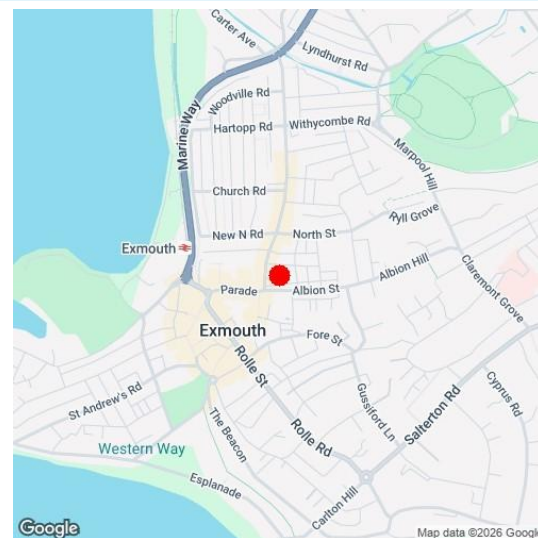 Carter Ave
Lyndhurst Rd
Woodville Rd
Marine Way
Hartopp Rd
Withycombe Rd
Marpool Hill
Church Rd
Ryll Grove
New N Rd
North St
Exmouth
Albion Hill
Claremont Grove
Parade
Albion St
Exmouth
Fore St
Rolle St
Gussiford Ln
Cyprus Rd
St Andrew's Rd
Salterton Rd
The Beacon
Rolle Rd
Western Way
Esplanade
Carlton Hill
Google
Map data ©2026 Google